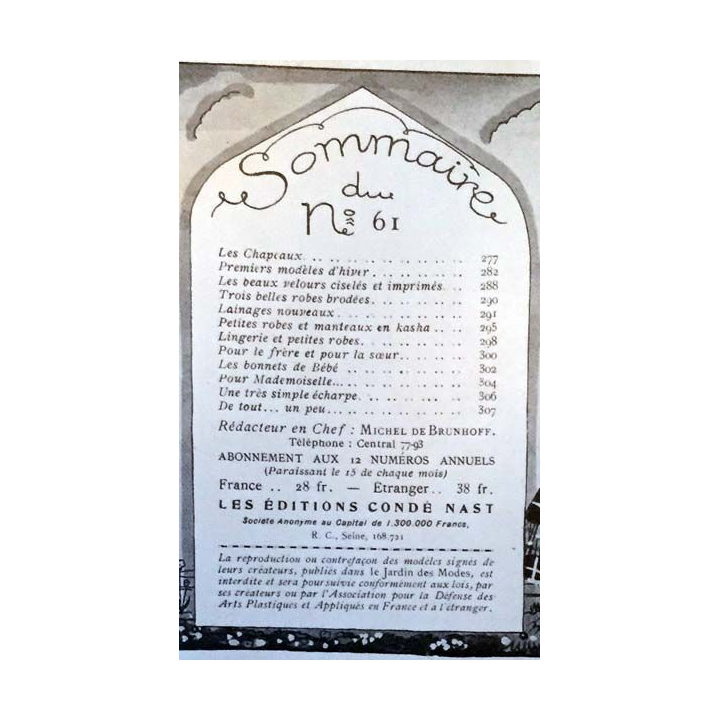 Sommaire
du
No 61
Les Chapeaux. .. .. .. .. .. .. .. .. .. 277
Premiers modèles d'hiver. .. .. .. .. .. .. 282
Les beaux velours ciselés et imprimés. .. 288
Trois belles robes brodées. .. .. .. .. .. .. 290
Lainages nouveaux. .. .. .. .. .. .. .. .. 291
Petites robes et manteaux en kasha .. .. .. 295
Lingerie et petites robes. .. .. .. .. .. .. 298
Pour le frère et pour la sœur.. .. .. .. .. 300
Les bonnets de Bébé .. .. .. .. .. .. .. 302
Pour Mademoiselle... .. .. .. .. .. .. .. 304
Une très simple écharpe. .. .. .. .. .. .. 306
De tout... un peu... .. .. .. .. .. .. .. 307
Rédacteur en Chef : MICHEL DE BRUNHOFF.
Téléphone : Central 77-93
ABONNEMENT AUX 12 NUMÉROS ANNUELS
(Paraissant le 15 de chaque mois)
France .. 28 fr. — Etranger.. 38 fr.
LES ÉDITIONS CONDÉ NAST
Société Anonyme au Capital de 1.300.000 Francs.
R. C., Seine, 168.721
La reproduction ou contrefaçon des modèles signés de
leurs créateurs, publiés dans le Jardin des Modes, est
interdite et sera poursuivie conformément aux lois, par
ses créateurs ou par l'Association pour la Défense des
Arts Plastiques et Appliqués en France et à l'étranger.